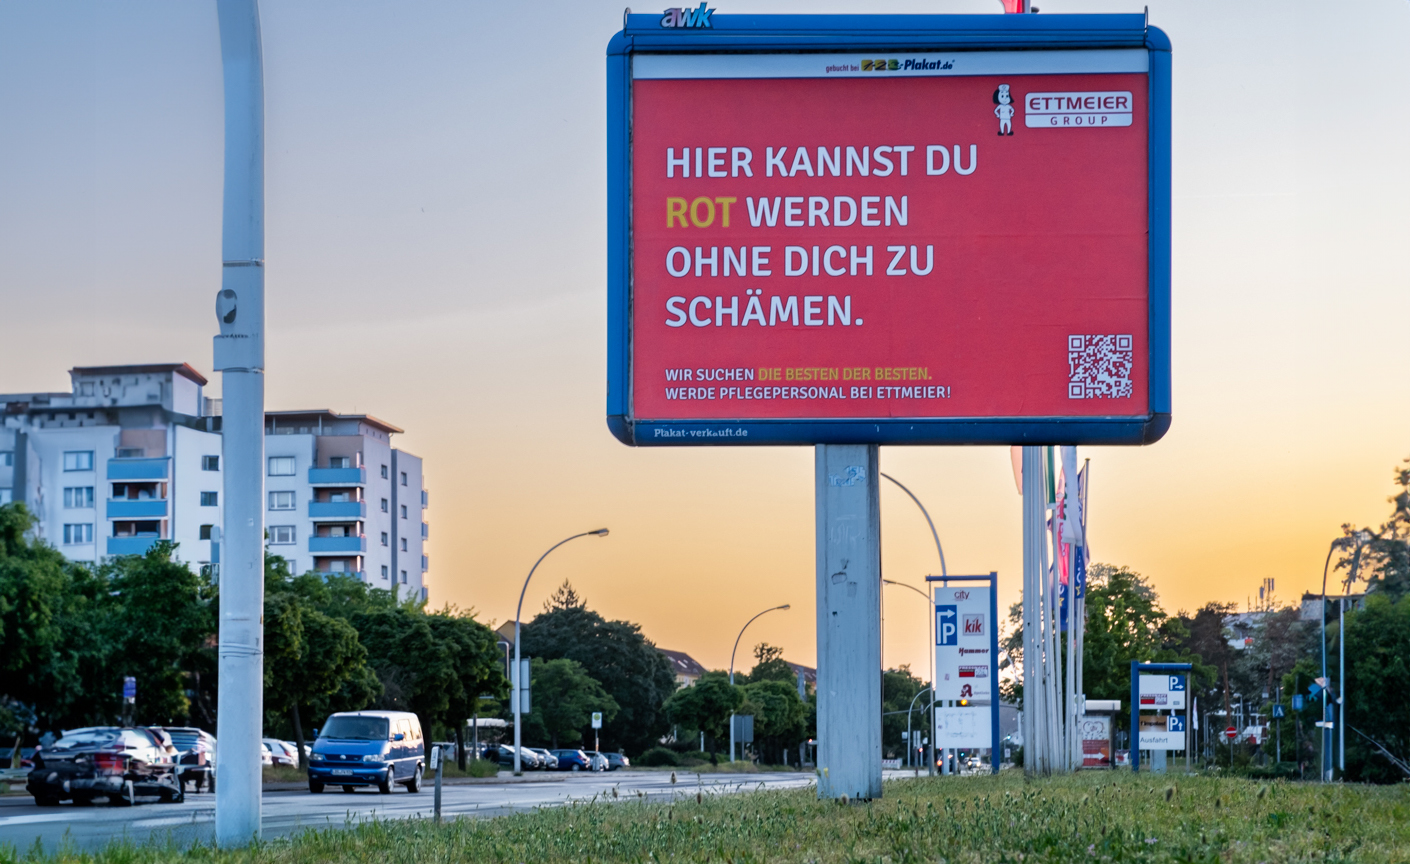 awk
gebucht bei 123-Plakat.de
ETTMEIER
GROUP
HIER KANNST DU
ROT WERDEN
OHNE DICH ZU
SCHÄMEN.
WIR SUCHEN DIE BESTEN DER BESTEN.
WERDE PFLEGEPERSONAL BEI ETTMEIER!
Plakat-verkauft.de
city
P
kik
Hammer
P
P
Ausfahrt